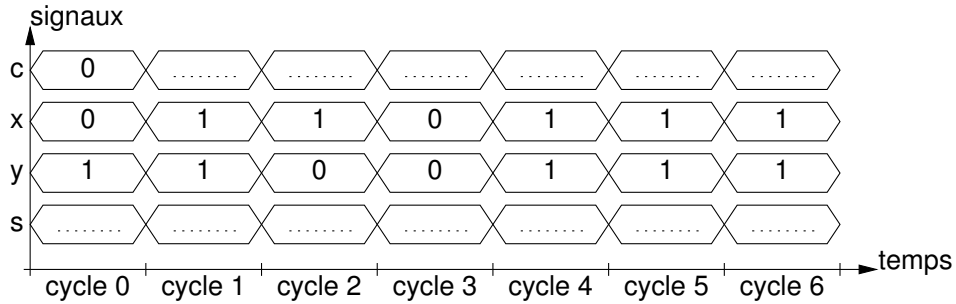 signaux
c 0 ........ ........ ........ ........ ........ ........
x 0 1 1 0 1 1 1
y 1 1 0 0 1 1 1
s ........ ........ ........ ........ ........ ........ ........
temps
cycle 0 cycle 1 cycle 2 cycle 3 cycle 4 cycle 5 cycle 6